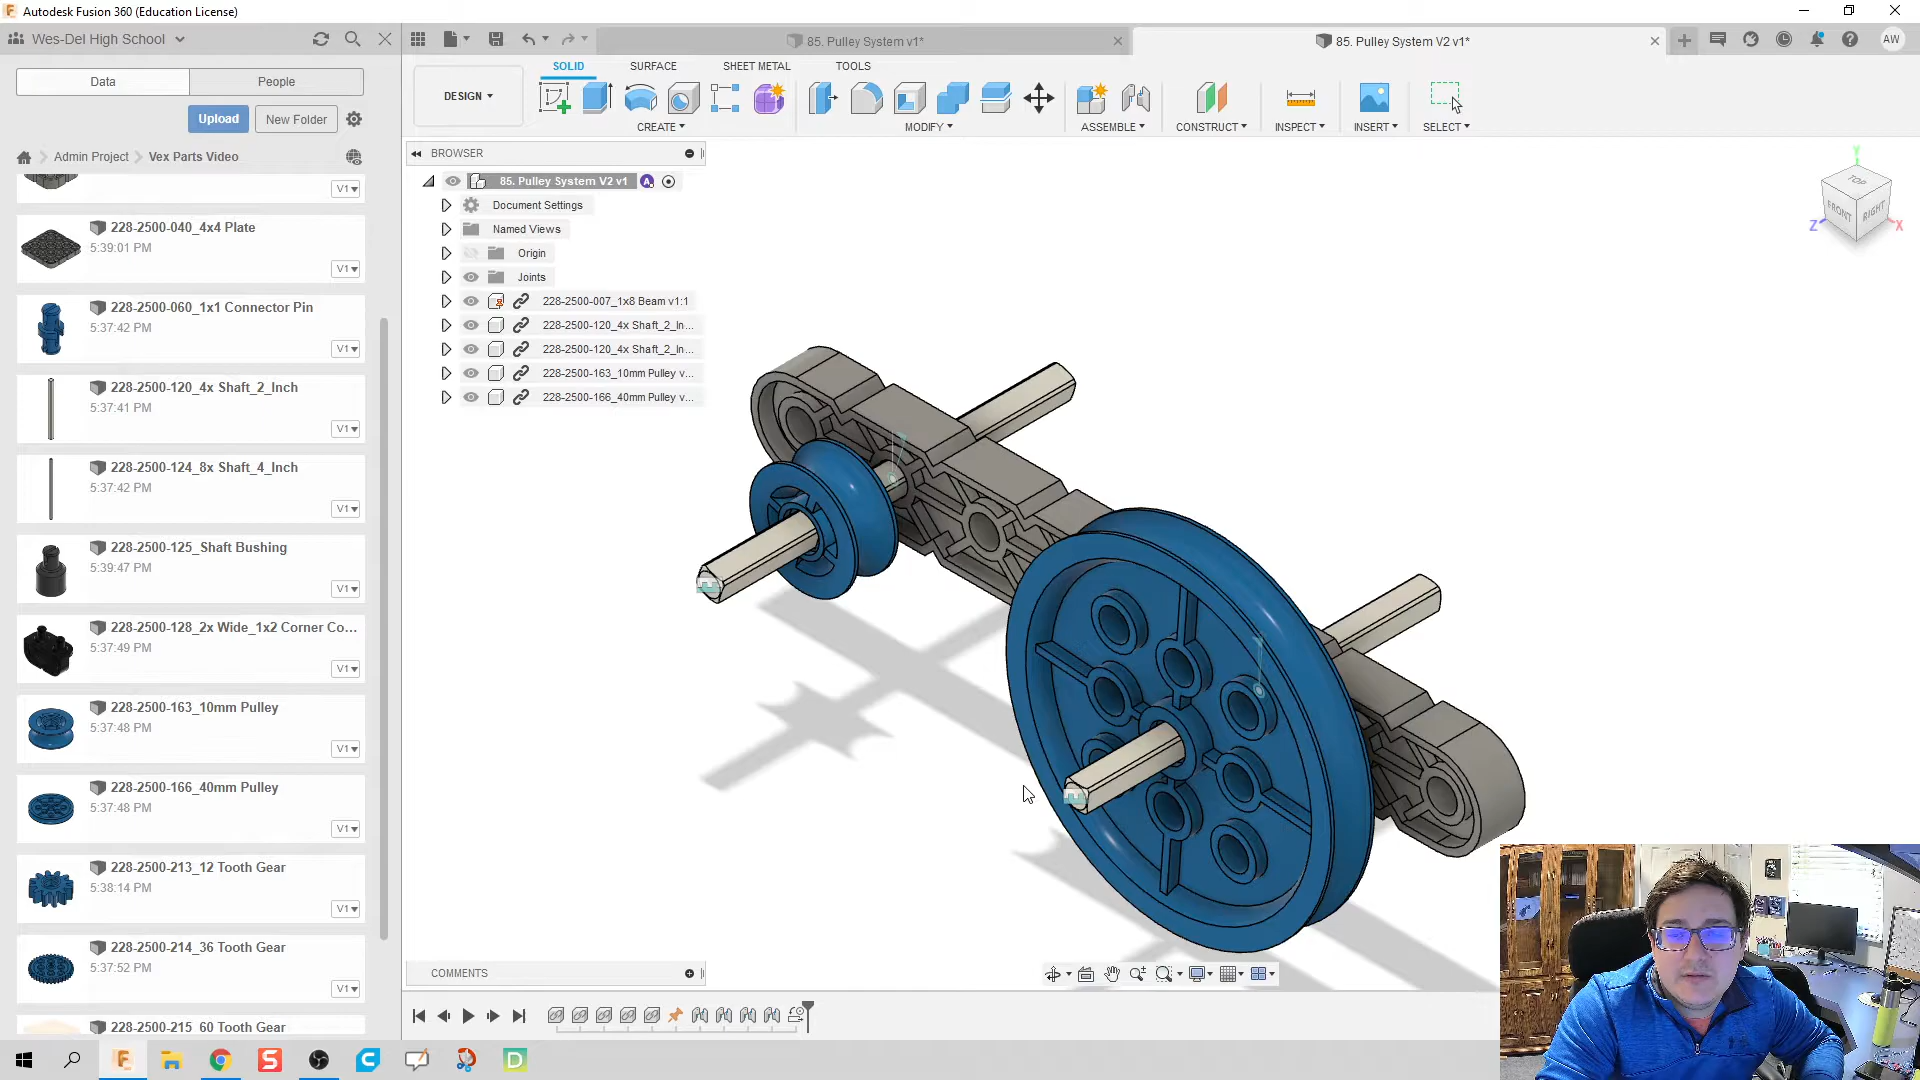 Autodesk Fusion 360 (Education License)
Wes-Del High School
85. Pulley System v1*
85. Pulley System V2 v1*
AW
Data
People
Upload
New Folder
Admin Project
Vex Parts Video
V1
228-2500-040_4x4 Plate
5:39:01 PM
V1
228-2500-060_1x1 Connector Pin
5:37:42 PM
V1
228-2500-120_4x Shaft_2_Inch
5:37:41 PM
V1
228-2500-124_8x Shaft_4_Inch
5:37:42 PM
V1
228-2500-125_Shaft Bushing
5:39:47 PM
V1
228-2500-128_2x Wide_1x2 Corner Co...
5:37:49 PM
V1
228-2500-163_10mm Pulley
5:37:48 PM
V1
228-2500-166_40mm Pulley
5:37:48 PM
V1
228-2500-213_12 Tooth Gear
5:38:14 PM
V1
228-2500-214_36 Tooth Gear
5:37:52 PM
V1
228-2500-215_60 Tooth Gear
DESIGN
SOLID
SURFACE
SHEET METAL
TOOLS
CREATE
MODIFY
ASSEMBLE
CONSTRUCT
INSPECT
INSERT
SELECT
BROWSER
85. Pulley System V2 v1
A
Document Settings
Named Views
Origin
Joints
228-2500-007_1x8 Beam v1:1
228-2500-120_4x Shaft_2_In...
228-2500-120_4x Shaft_2_In...
228-2500-163_10mm Pulley v...
228-2500-166_40mm Pulley v...
Y
TOP
FRONT
RIGHT
Z
X
COMMENTS